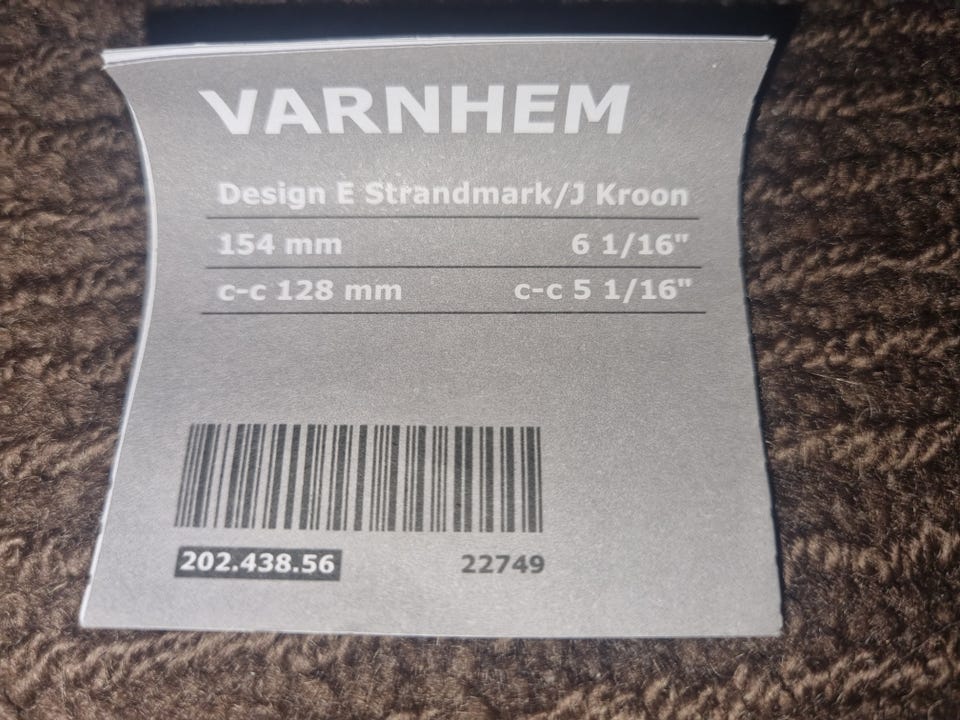 VARNHEM
Design E Strandmark/J Kroon
154 mm 6 1/16"
c-c 128 mm c-c 5 1/16"
202.438.56 22749